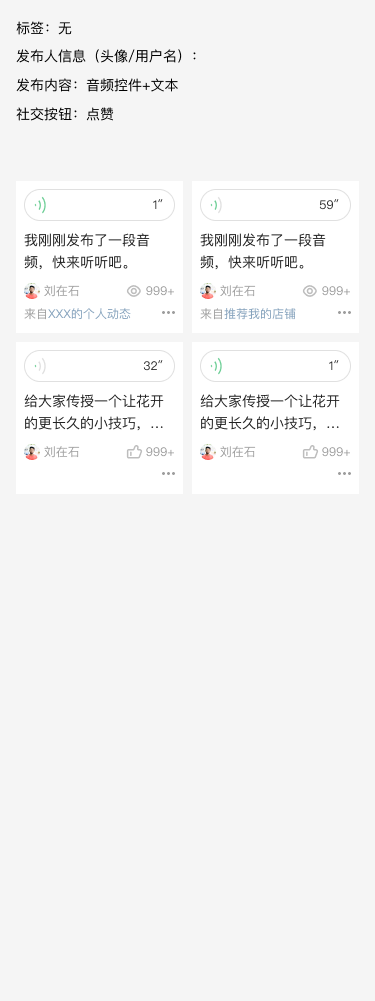 标签：无
发布人信息（头像/用户名）：
发布内容：音频控件+文本
社交按钮：点赞
1″
59″
我刚刚发布了一段音
频，快来听听吧。
我刚刚发布了一段音
频，快来听听吧。
刘在石 999+
刘在石 999+
来自XXX的个人动态
来自推荐我的店铺
32″
1″
给大家传授一个让花开
的更长久的小技巧，...
给大家传授一个让花开
的更长久的小技巧，...
刘在石 999+
刘在石 999+